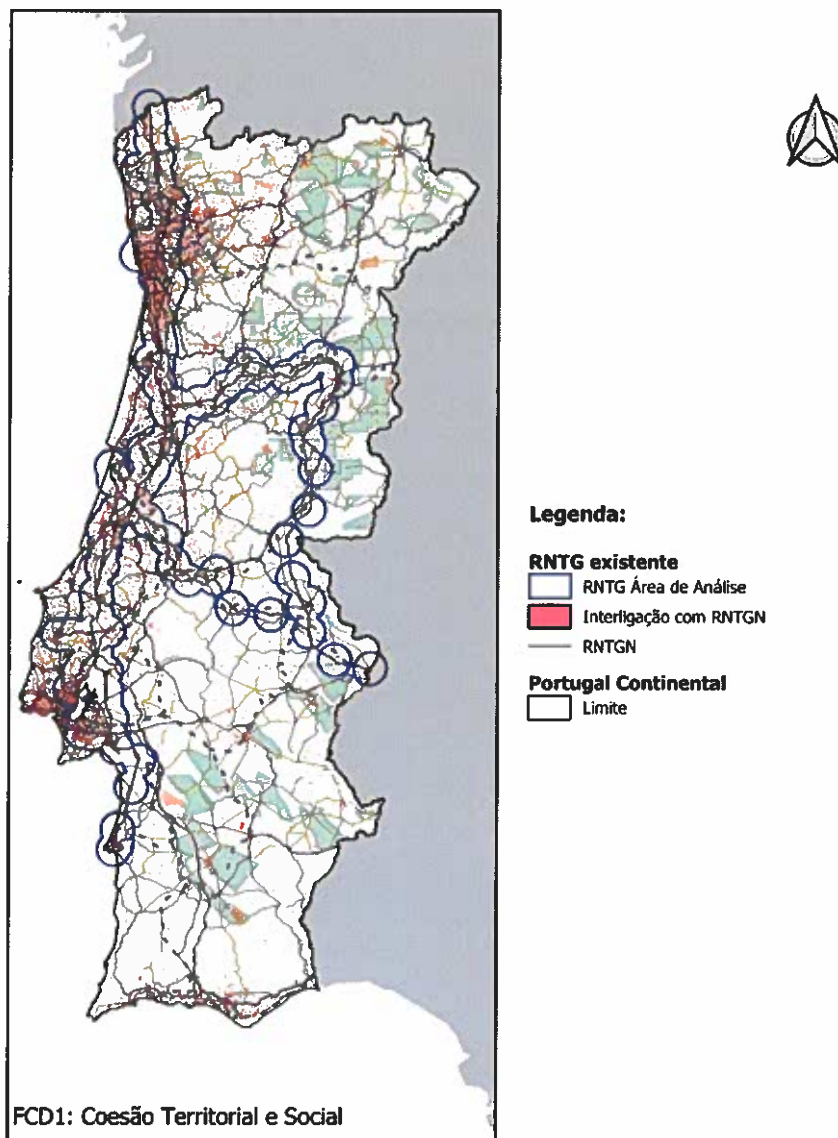 Legenda:
RNTG existente
RNTG Área de Análise
Interligação com RNTGN
RNTGN
Portugal Continental
Limite
FCD1: Coesão Territorial e Social